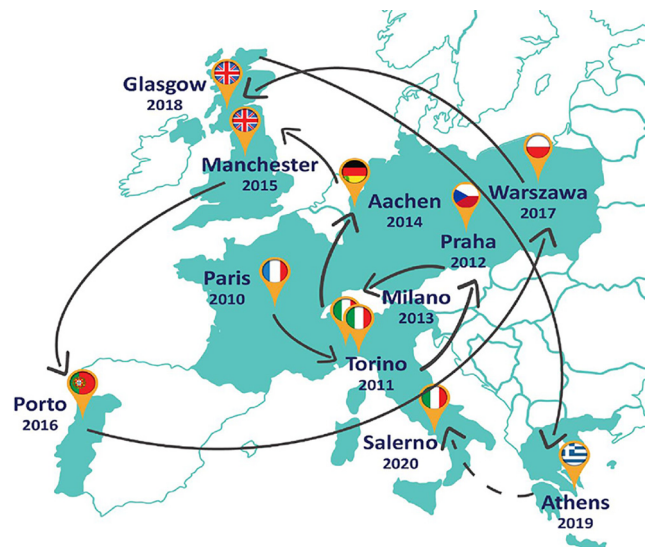 Glasgow
2018
Manchester
2015
Aachen
2014
Warszawa
2017
Praha
2012
Paris
2010
Milano
2013
Torino
2011
Porto
2016
Salerno
2020
Athens
2019